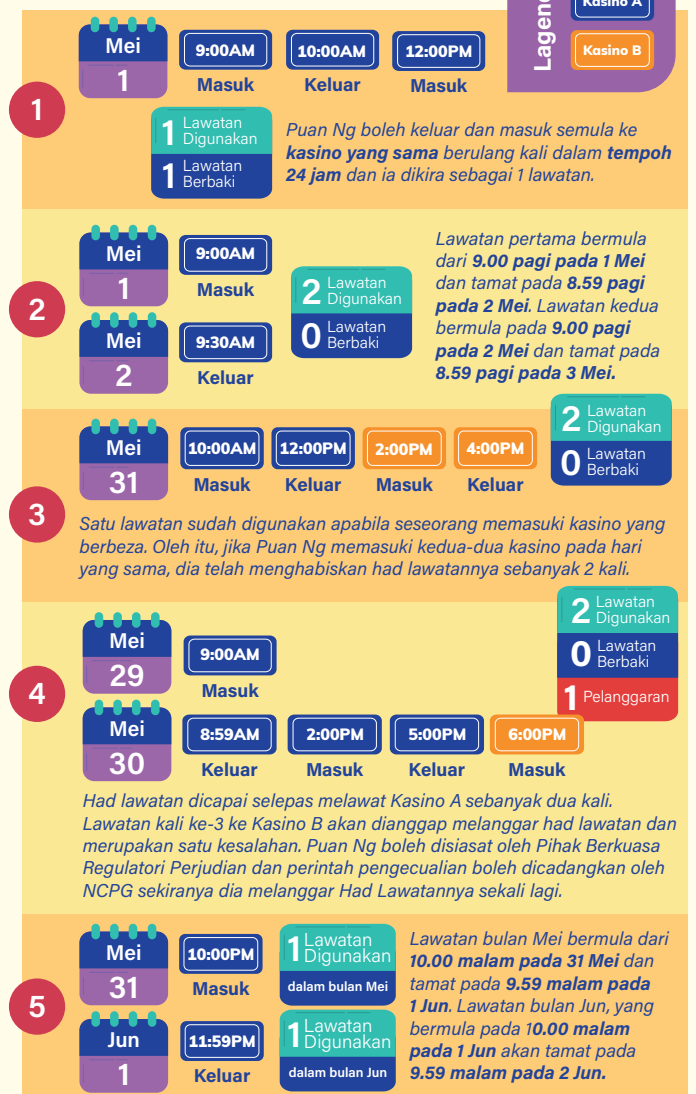 Lagenda
Kasino A
Kasino B
1
Mei
1
9:00AM
Masuk
10:00AM
Keluar
12:00PM
Masuk
1 Lawatan
Digunakan
1 Lawatan
Berbaki
Puan Ng boleh keluar dan masuk semula ke
kasino yang sama berulang kali dalam tempoh
24 jam dan ia dikira sebagai 1 lawatan.
2
Mei
1
9:00AM
Masuk
Mei
2
9:30AM
Keluar
2 Lawatan
Digunakan
0 Lawatan
Berbaki
Lawatan pertama bermula
dari 9.00 pagi pada 1 Mei
dan tamat pada 8.59 pagi
pada 2 Mei. Lawatan kedua
bermula pada 9.00 pagi
pada 2 Mei dan tamat pada
8.59 pagi pada 3 Mei.
3
Mei
31
10:00AM
Masuk
12:00PM
Keluar
2:00PM
Masuk
4:00PM
Keluar
2 Lawatan
Digunakan
0 Lawatan
Berbaki
Satu lawatan sudah digunakan apabila seseorang memasuki kasino yang
berbeza. Oleh itu, jika Puan Ng memasuki kedua-dua kasino pada hari
yang sama, dia telah menghabiskan had lawatannya sebanyak 2 kali.
4
Mei
29
9:00AM
Masuk
Mei
30
8:59AM
Keluar
2:00PM
Masuk
5:00PM
Keluar
6:00PM
Masuk
2 Lawatan
Digunakan
0 Lawatan
Berbaki
1 Pelanggaran
Had lawatan dicapai selepas melawat Kasino A sebanyak dua kali.
Lawatan kali ke-3 ke Kasino B akan dianggap melanggar had lawatan dan
merupakan satu kesalahan. Puan Ng boleh disiasat oleh Pihak Berkuasa
Regulatori Perjudian dan perintah pengecualian boleh dicadangkan oleh
NCPG sekiranya dia melanggar Had Lawatannya sekali lagi.
5
Mei
31
10:00PM
Masuk
1 Lawatan
Digunakan
dalam bulan Mei
Jun
1
11:59PM
Keluar
1 Lawatan
Digunakan
dalam bulan Jun
Lawatan bulan Mei bermula dari
10.00 malam pada 31 Mei dan
tamat pada 9.59 malam pada
1 Jun. Lawatan bulan Jun, yang
bermula pada 10.00 malam
pada 1 Jun akan tamat pada
9.59 malam pada 2 Jun.